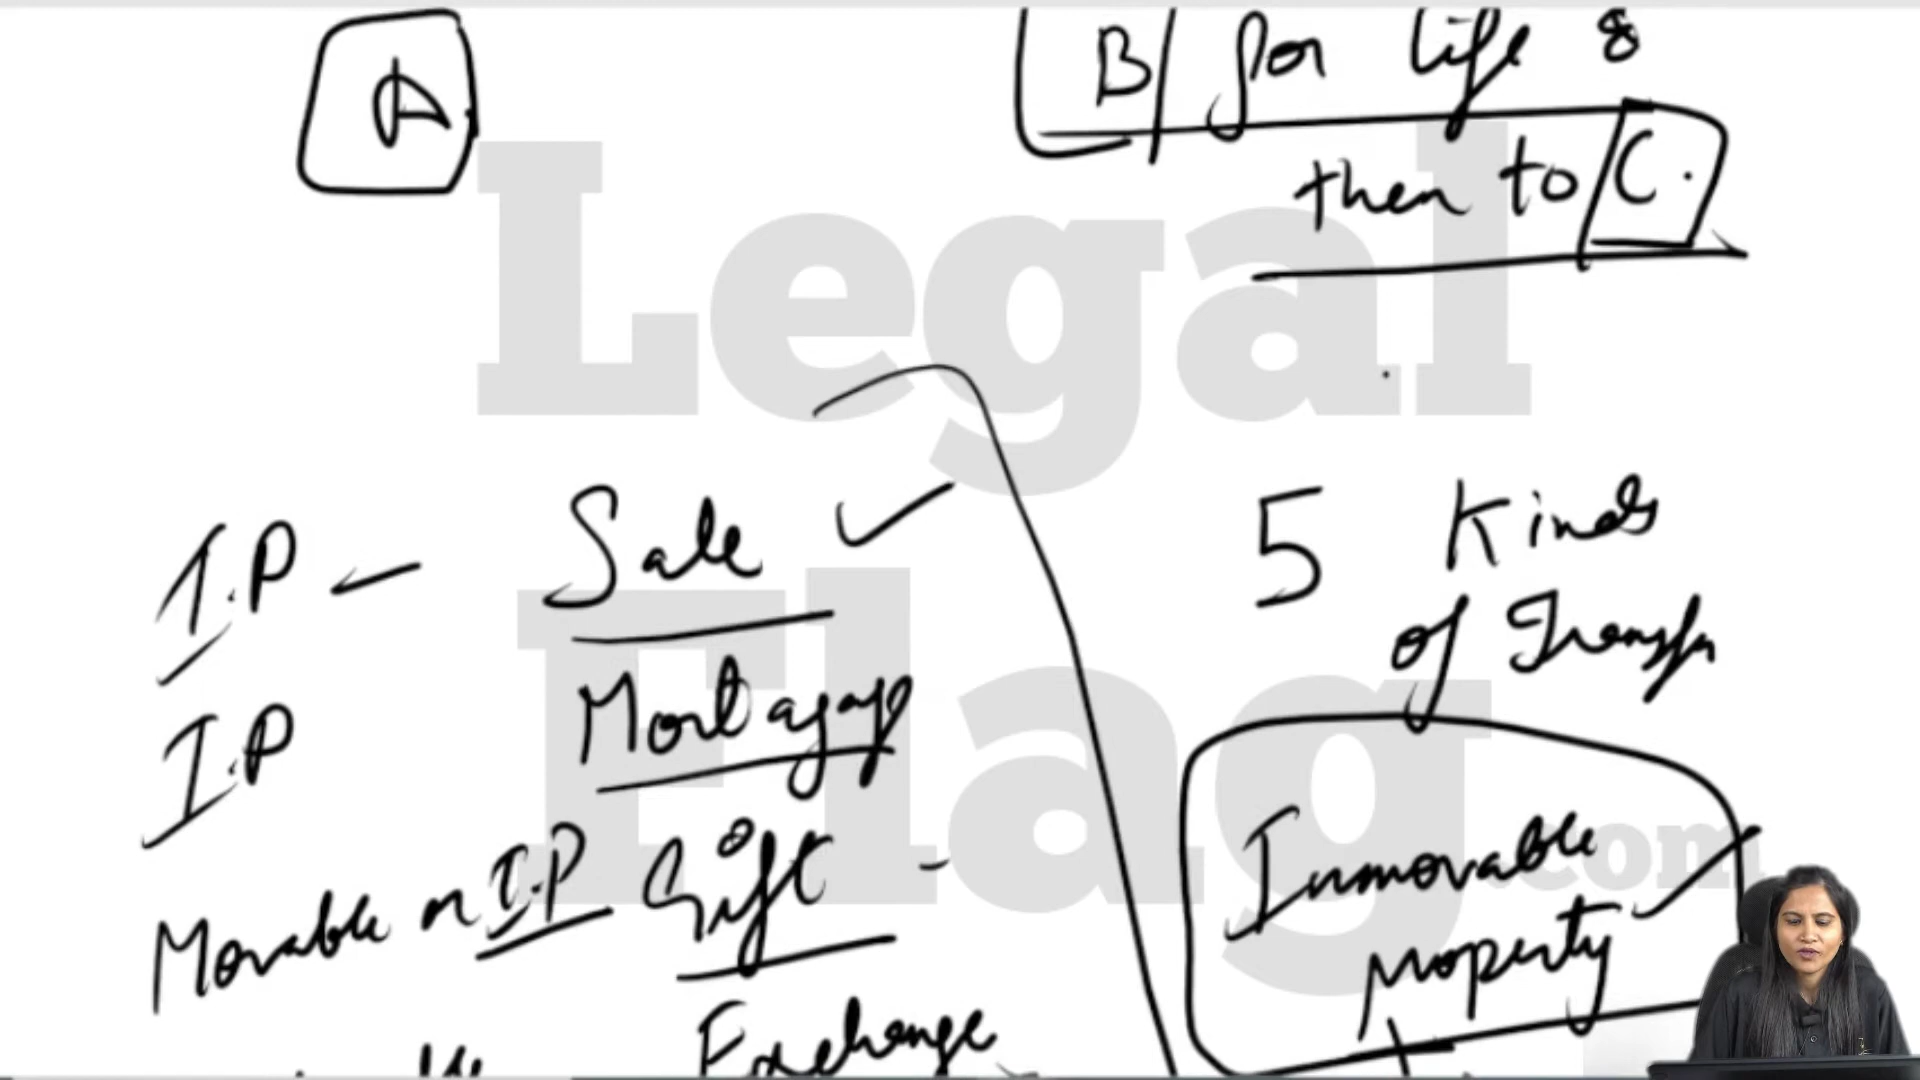 A
B for life &
then to C.
I.P – Sale
5 Kinds
of Transfer
I.P Mortgage
Movable or I.P Gift -
Immovable
property
Exchange
Legal
Flag
.com